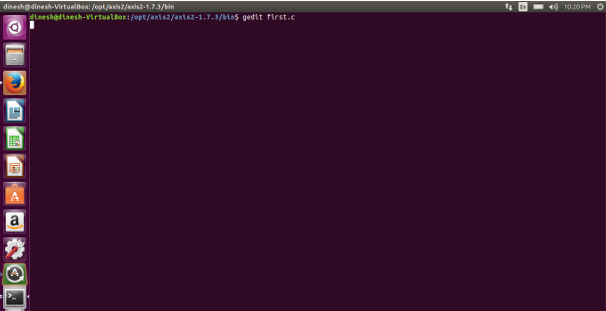 dinesh@dinesh-VirtualBox: /opt/axis2/axis2-1.7.3/bin
En
10:20 PM
dinesh@dinesh-VirtualBox:/opt/axis2/axis2-1.7.3/bin$ gedit first.c
A
a
A
>_